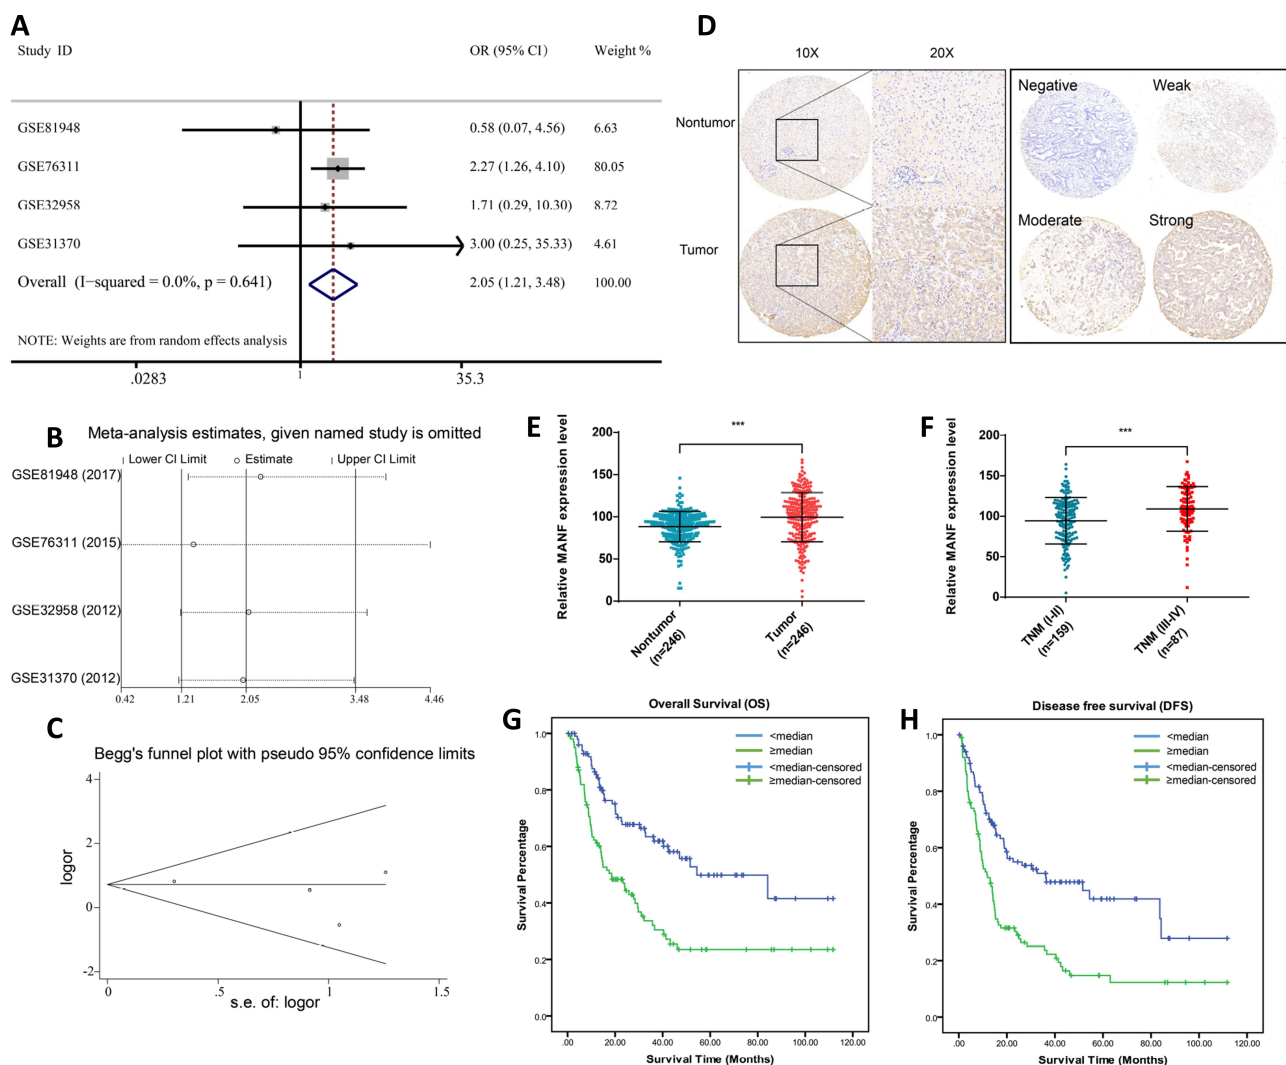 A
Study ID OR (95% CI) Weight %
GSE81948 0.58 (0.07, 4.56) 6.63
GSE76311 2.27 (1.26, 4.10) 80.05
GSE32958 1.71 (0.29, 10.30) 8.72
GSE31370 3.00 (0.25, 35.33) 4.61
Overall (I-squared = 0.0%, p = 0.641) 2.05 (1.21, 3.48) 100.00
NOTE: Weights are from random effects analysis
.0283 1 35.3
B
Meta-analysis estimates, given named study is omitted
Lower CI Limit Estimate Upper CI Limit
GSE81948 (2017)
GSE76311 (2015)
GSE32958 (2012)
GSE31370 (2012)
0.42 1.21 2.05 3.48 4.46
C
Begg's funnel plot with pseudo 95% confidence limits
logor
4
2
0
-2
0 .5 1 1.5
s.e. of: logor
D
10X 20X
Nontumor
Tumor
Negative Weak
Moderate Strong
E
Relative MANF expression level
200
150
100
50
0
***
Nontumor
(n=246)
Tumor
(n=246)
F
Relative MANF expression level
200
150
100
50
0
***
TNM (I-II)
(n=159)
TNM (III-IV)
(n=87)
G
Overall Survival (OS)
<median
≥median
<median-censored
≥median-censored
Survival Percentage
1.0
0.8
0.6
0.4
0.2
0.0
.00 20.00 40.00 60.00 80.00 100.00 120.00
Survival Time (Months)
H
Disease free survival (DFS)
<median
≥median
<median-censored
≥median-censored
Survival Percentage
1.0
0.8
0.6
0.4
0.2
0.0
.00 20.00 40.00 60.00 80.00 100.00 120.00
Survival Time (Months)